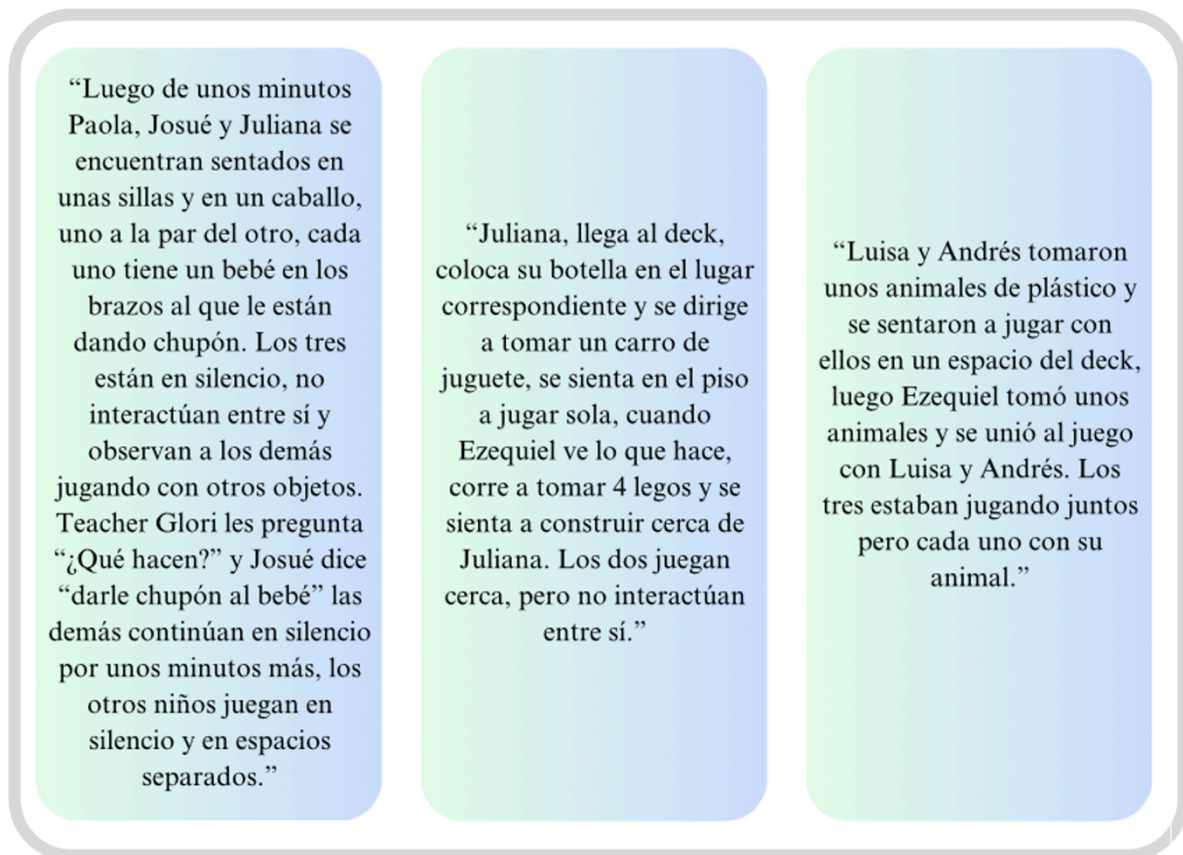 “Luego de unos minutos
Paola, Josué y Juliana se
encuentran sentados en
unas sillas y en un caballo,
uno a la par del otro, cada
uno tiene un bebé en los
brazos al que le están
dando chupón. Los tres
están en silencio, no
interactúan entre sí y
observan a los demás
jugando con otros objetos.
Teacher Glori les pregunta
“¿Qué hacen?” y Josué dice
“darle chupón al bebé” las
demás continúan en silencio
por unos minutos más, los
otros niños juegan en
silencio y en espacios
separados.”
“Juliana, llega al deck,
coloca su botella en el lugar
correspondiente y se dirige
a tomar un carro de
juguete, se sienta en el piso
a jugar sola, cuando
Ezequiel ve lo que hace,
corre a tomar 4 legos y se
sienta a construir cerca de
Juliana. Los dos juegan
cerca, pero no interactúan
entre sí.”
“Luisa y Andrés tomaron
unos animales de plástico y
se sentaron a jugar con
ellos en un espacio del deck,
luego Ezequiel tomó unos
animales y se unió al juego
con Luisa y Andrés. Los
tres estaban jugando juntos
pero cada uno con su
animal.”